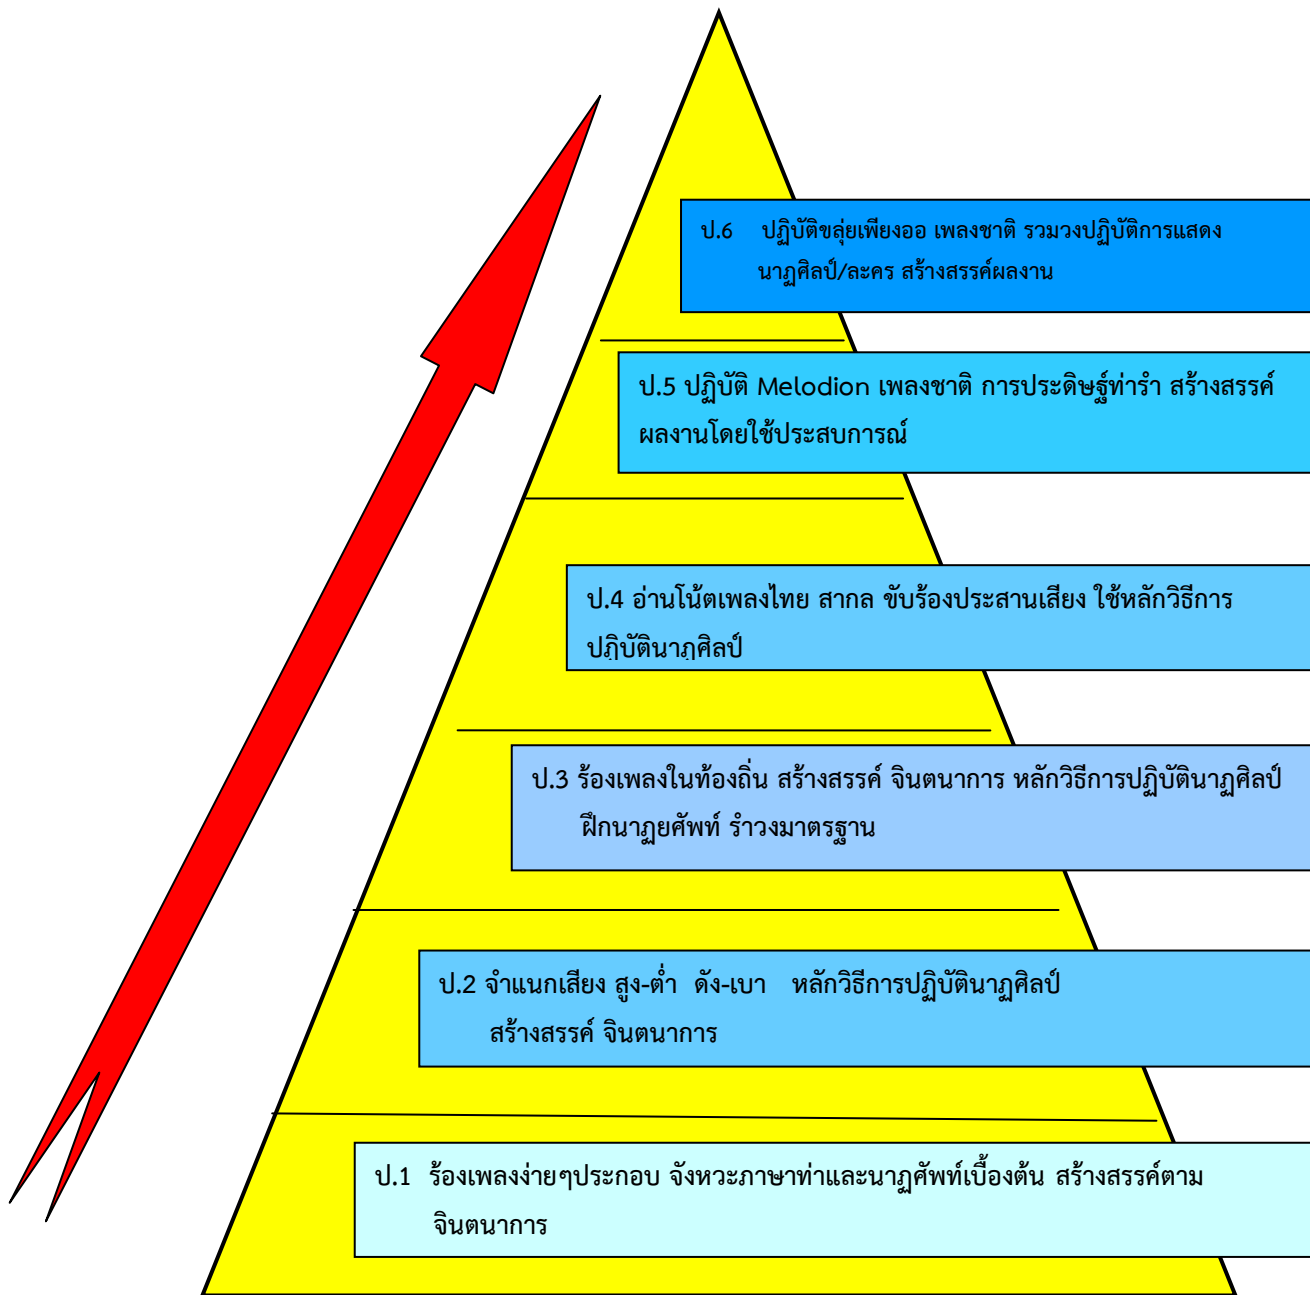 ป.6 ปฏิบัติขลุ่ยเพียงออ เพลงชาติ รวมวงปฏิบัติการแสดง
นาฏศิลป์/ละคร สร้างสรรค์ผลงาน
ป.5 ปฏิบัติ Melodion เพลงชาติ การประดิษฐ์ท่ารำ สร้างสรรค์
ผลงานโดยใช้ประสบการณ์
ป.4 อ่านโน้ตเพลงไทย สากล ขับร้องประสานเสียง ใช้หลักวิธีการ
ปฏิบัตินาฏศิลป์
ป.3 ร้องเพลงในท้องถิ่น สร้างสรรค์ จินตนาการ หลักวิธีการปฏิบัตินาฏศิลป์
ฝึกนาฏยศัพท์ รำวงมาตรฐาน
ป.2 จำแนกเสียง สูง-ต่ำ ดัง-เบา หลักวิธีการปฏิบัตินาฏศิลป์
สร้างสรรค์ จินตนาการ
ป.1 ร้องเพลงง่ายๆประกอบ จังหวะภาษาท่าและนาฏศัพท์เบื้องต้น สร้างสรรค์ตาม
จินตนาการ